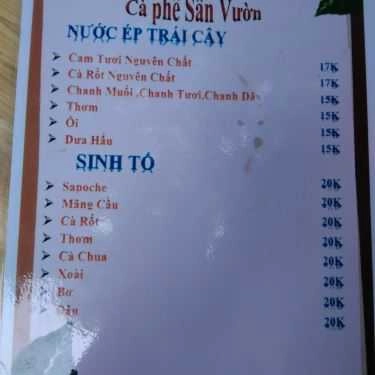 Cà phê Sân Vườn
NƯỚC ÉP TRÁI CÂY
Cam Tươi Nguyên Chất 17K
Cà Rốt Nguyên Chất 17K
Chanh Muối ,Chanh Tươi,Chanh Dây 15K
Thơm 15K
Ổi 15K
Dưa Hấu 15K
SINH TỐ
Sapoche 20K
Mãng Cầu 20K
Cà Rốt 20K
Thơm 20K
Cà Chua 20K
Xoài 20K
Bơ 20K
Dâu 20K